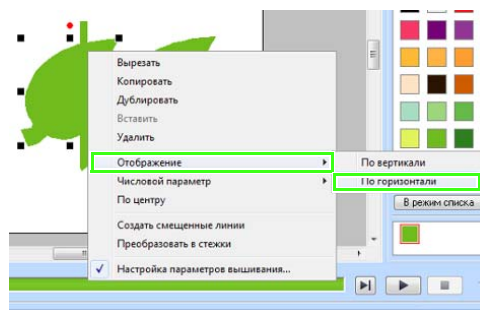 Вырезать
Копировать
Дублировать
Вставить
Удалить
Отображение
По вертикали
Числовой параметр
По горизонтали
По центру
В режим списка
Создать смещенные линии
Преобразовать в стежки
Настройка параметров вышивания...